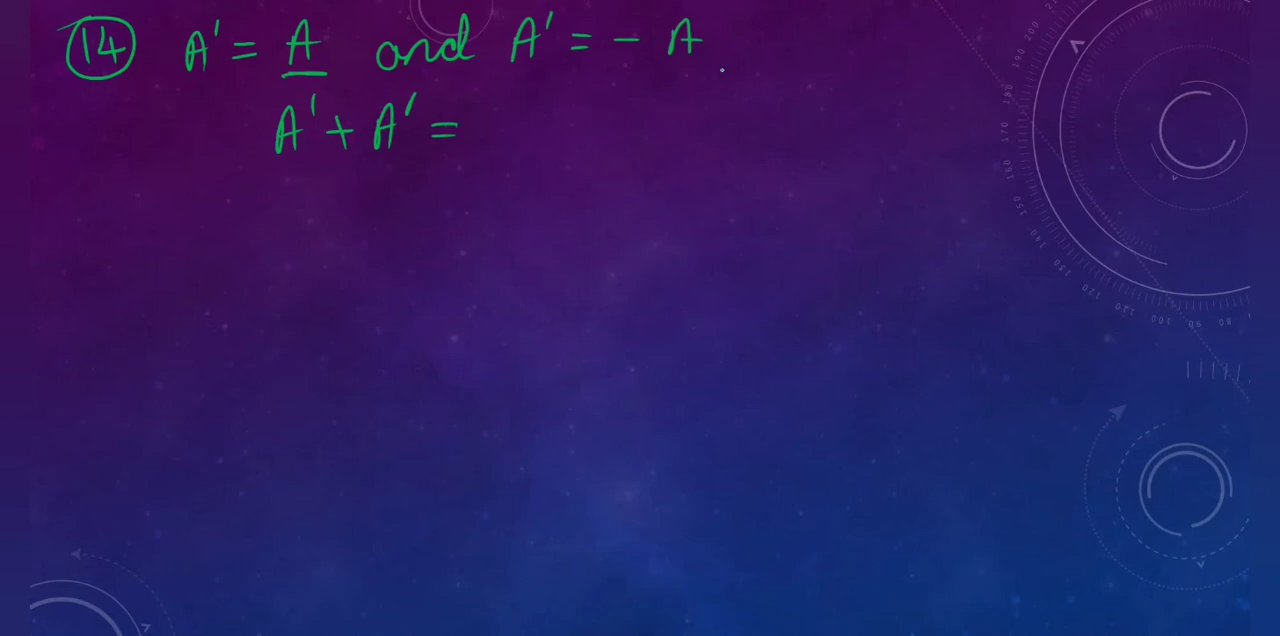 14 A' = A and A' = - A
A' + A' =